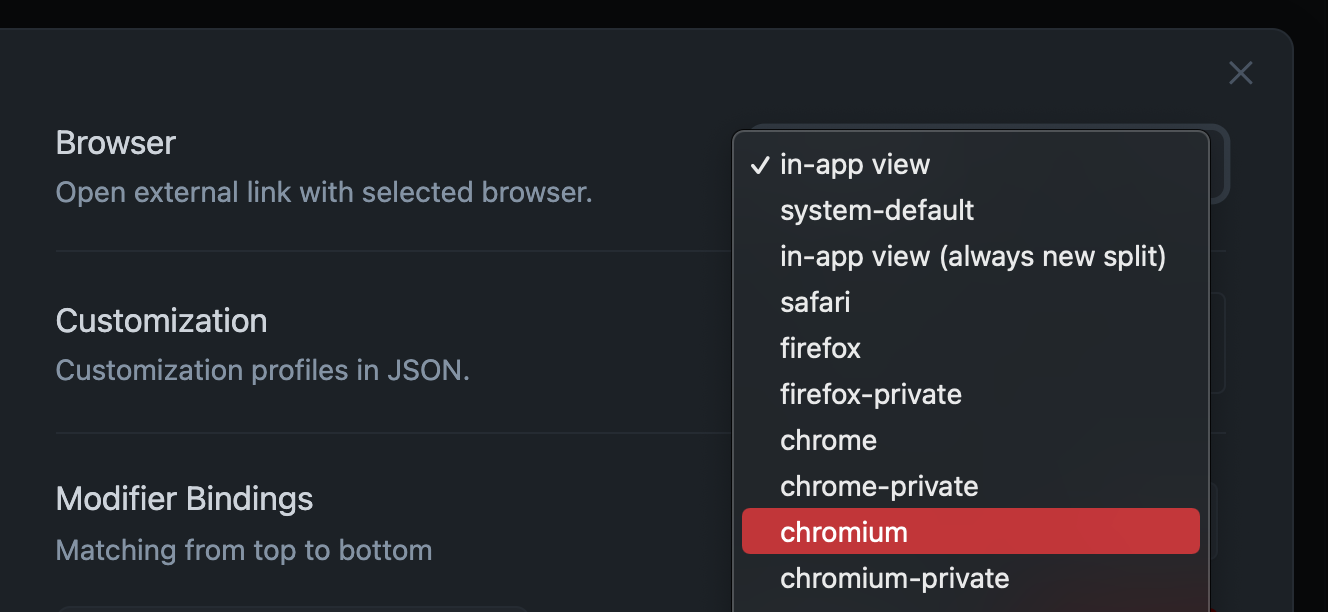 Browser
Open external link with selected browser.
Customization
Customization profiles in JSON.
Modifier Bindings
Matching from top to bottom
✓ in-app view
system-default
in-app view (always new split)
safari
firefox
firefox-private
chrome
chrome-private
chromium
chromium-private